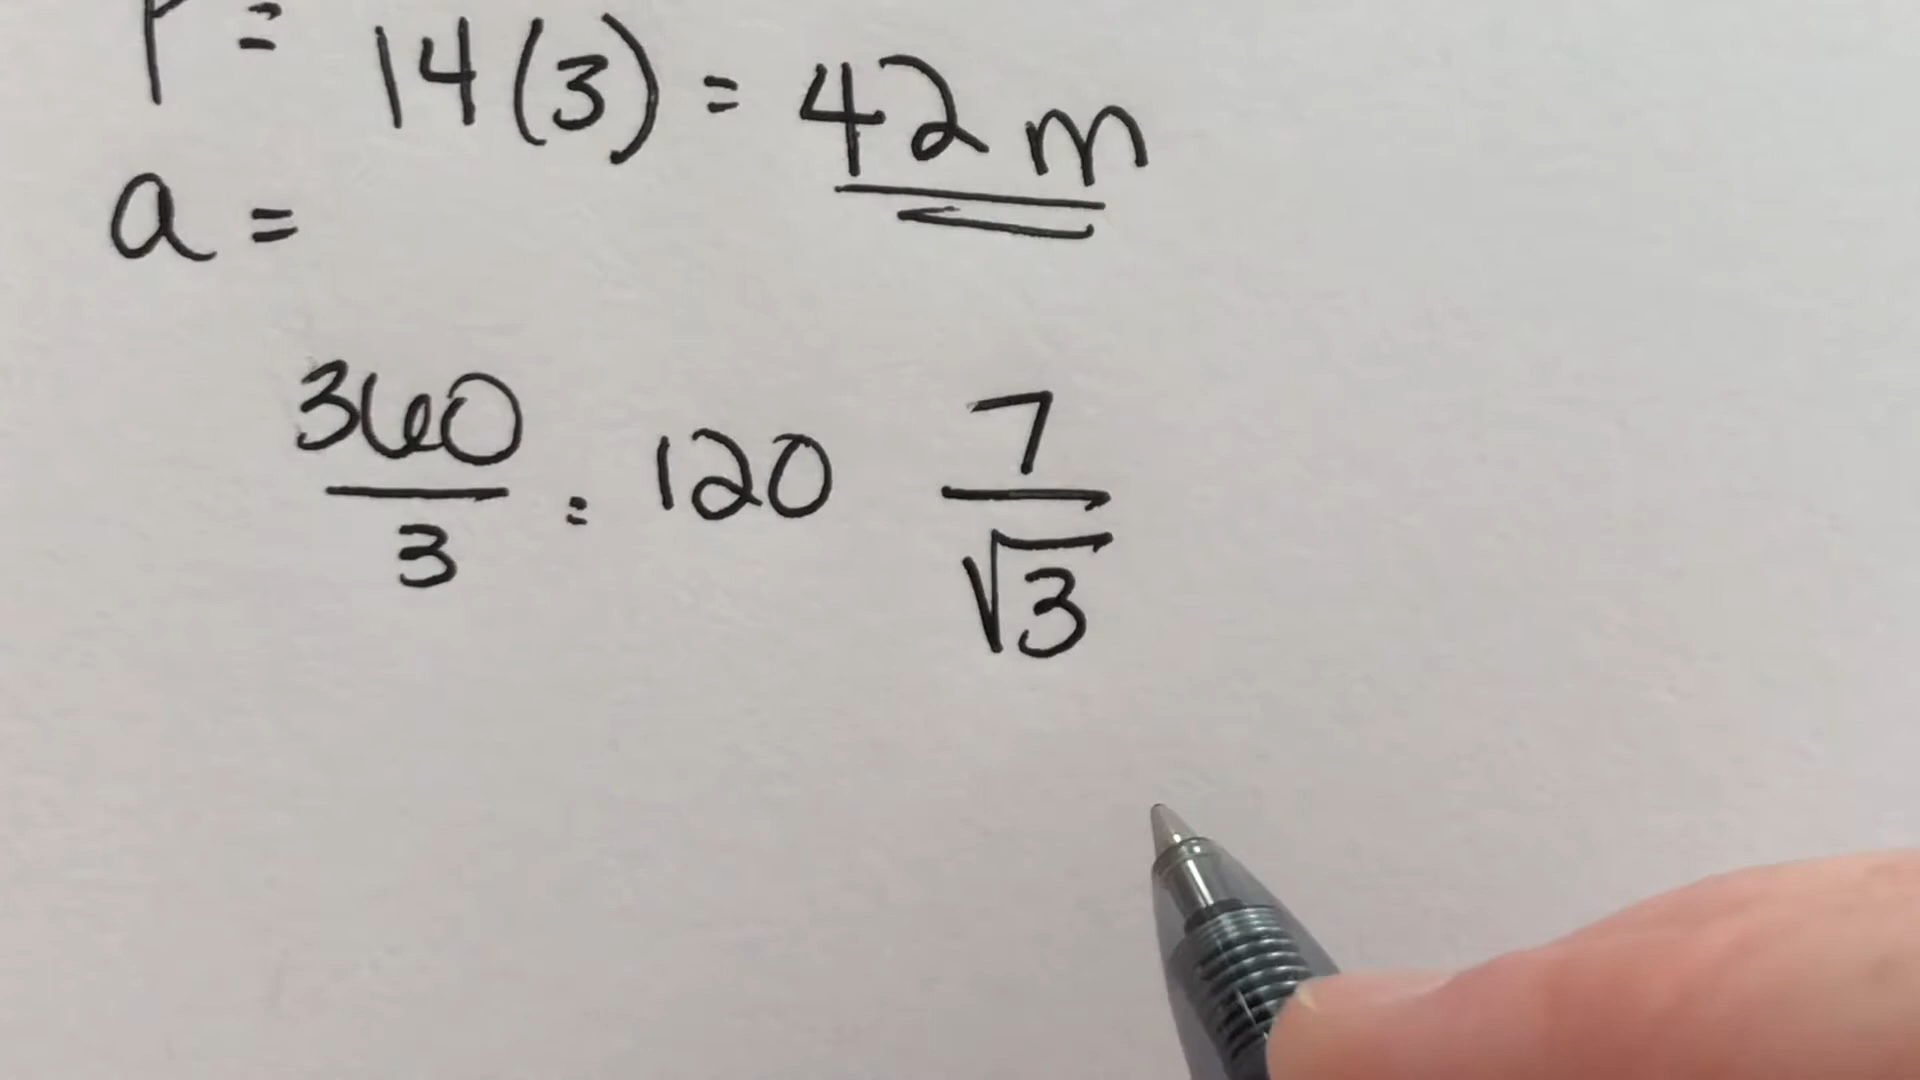 P = 14(3) = 42 m
a =
360/3 = 120 7/√3